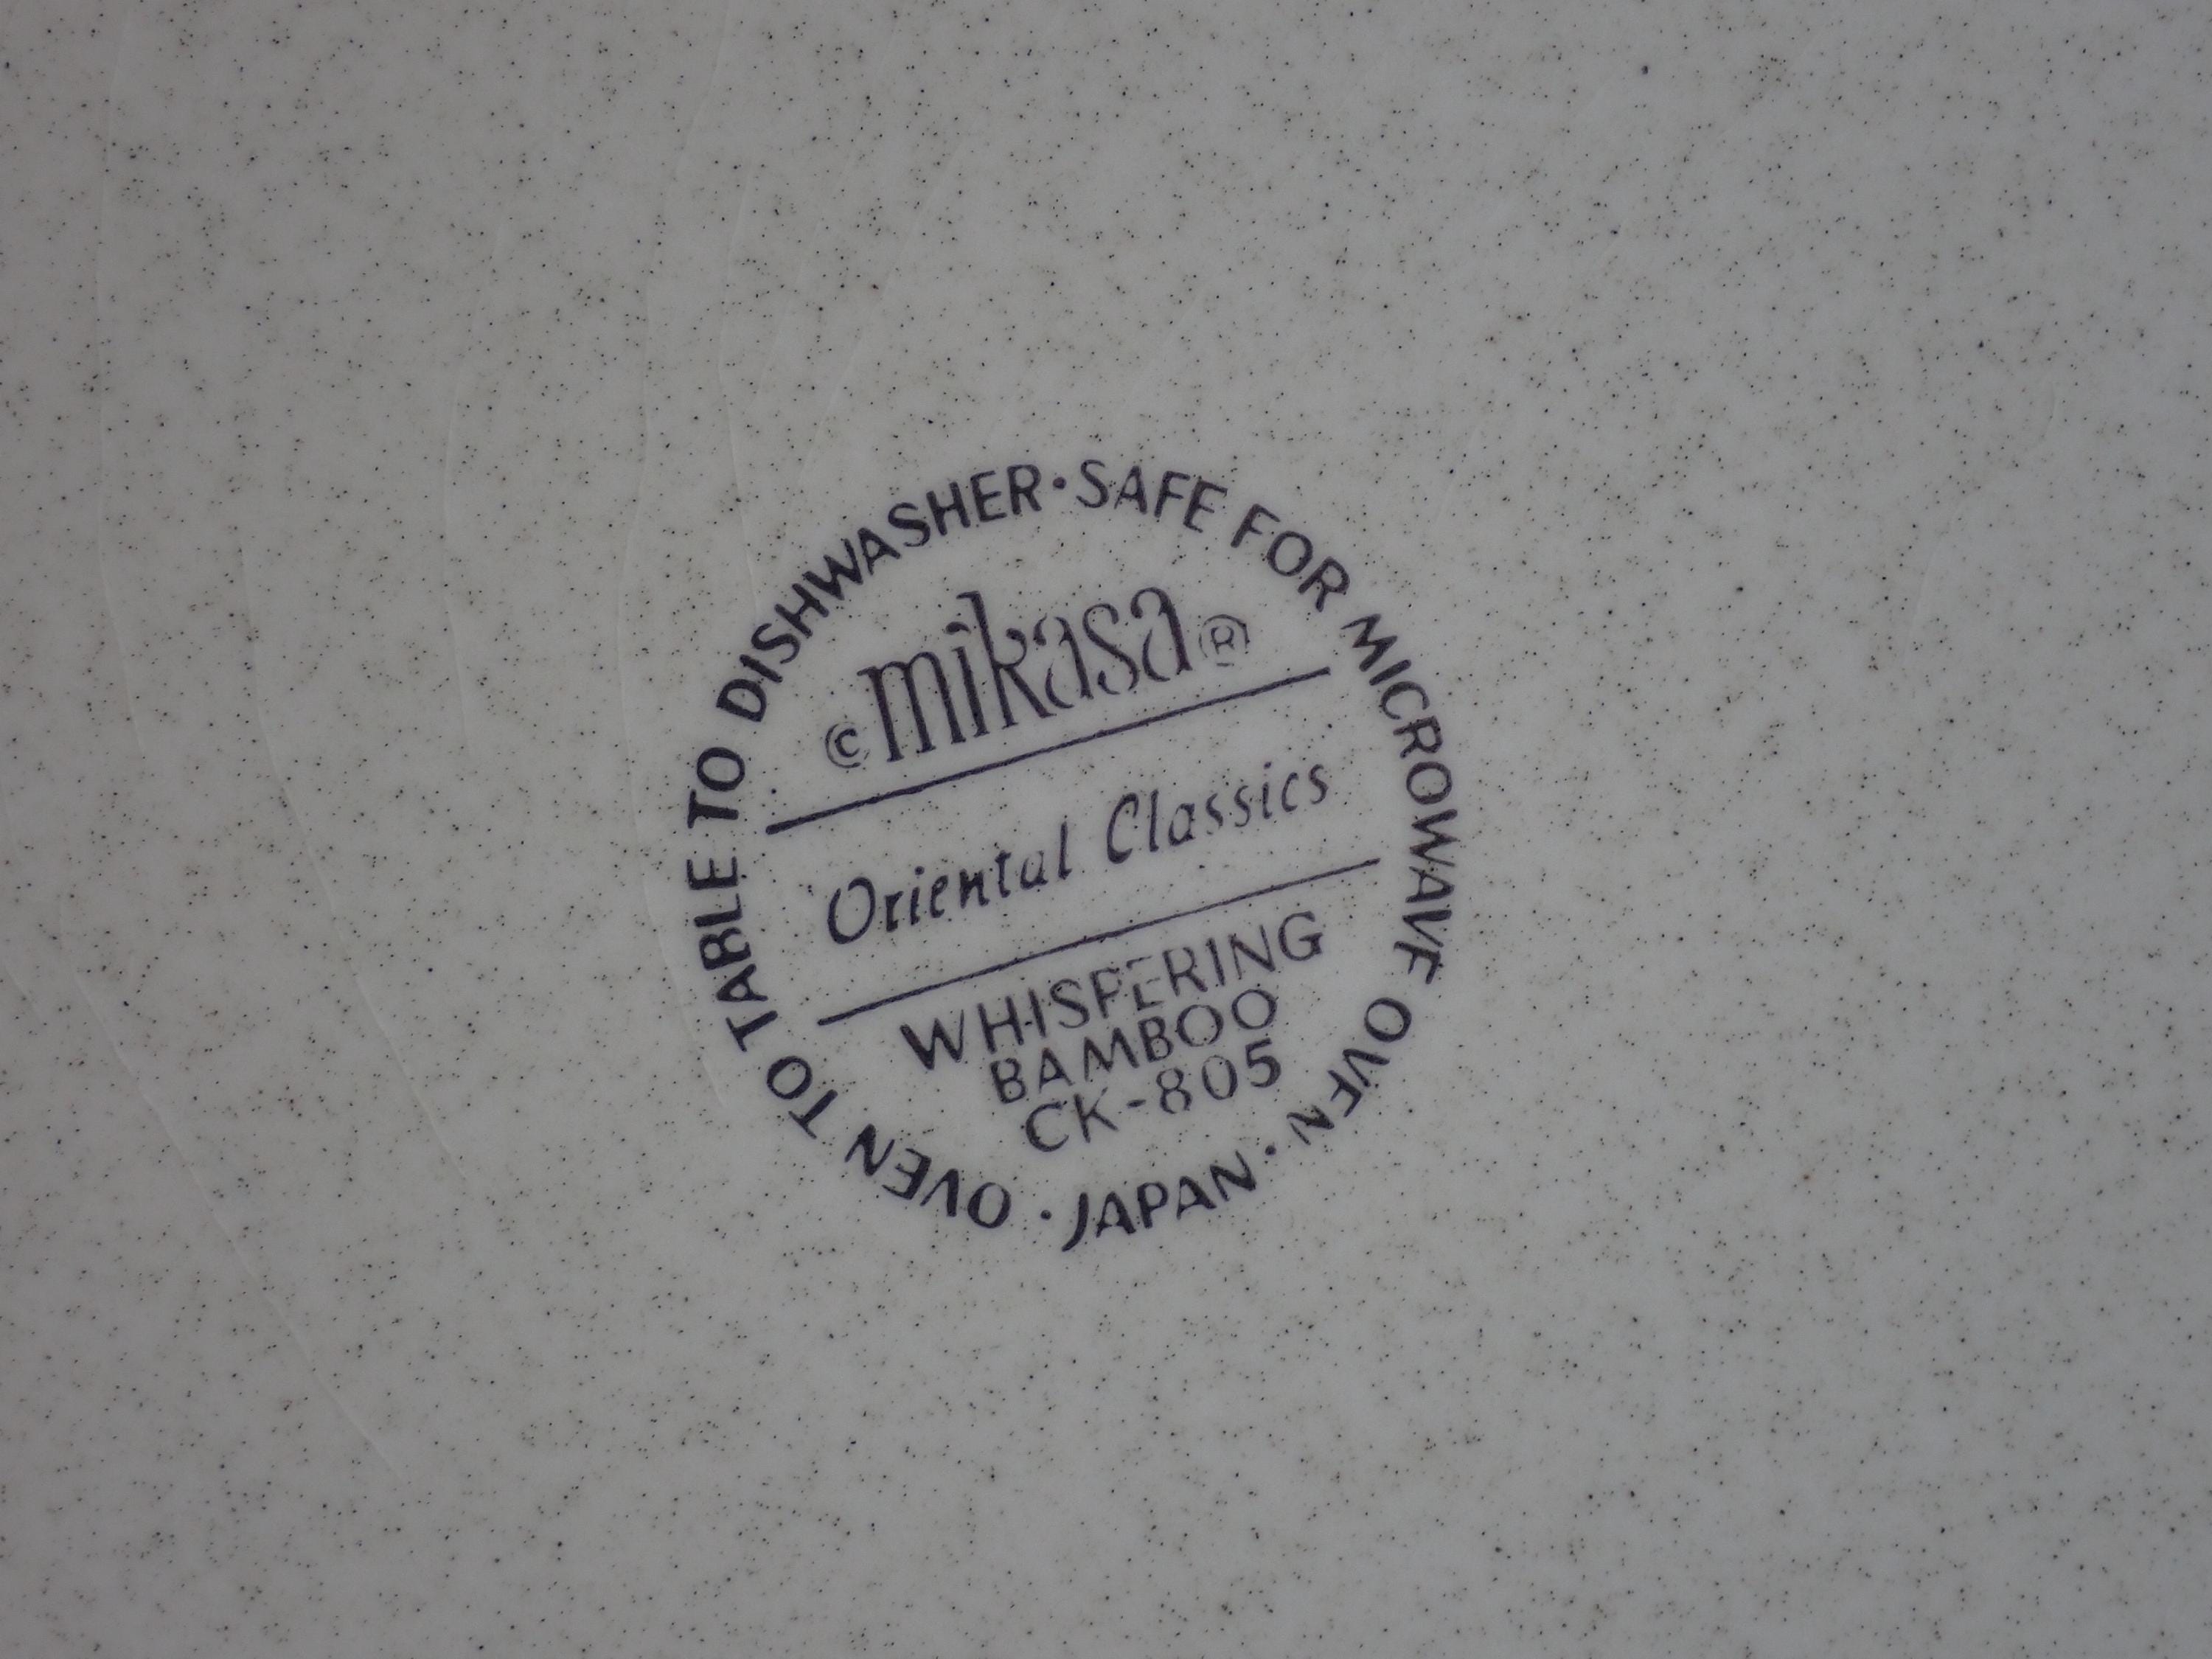 OVEN TO TABLE TO DISHWASHER · SAFE FOR MICROWAVE OVEN · JAPAN ·
© mikasa ®
Oriental Classics
WHISPERING
BAMBOO
CK-805